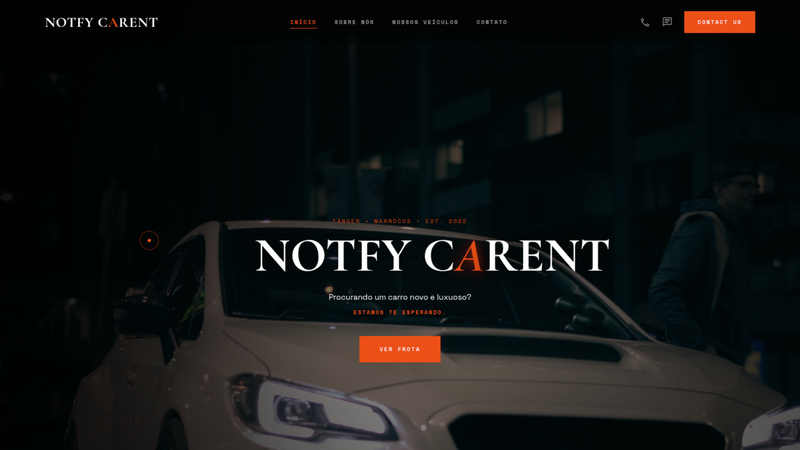 NOTFY CARENT
INÍCIO SOBRE NÓS NOSSOS VEÍCULOS CONTATO
CONTACT US
TÂNGER • MARROCOS • EST. 2022
NOTFY CARENT
Procurando um carro novo e luxuoso?
ESTAMOS TE ESPERANDO.
VER FROTA